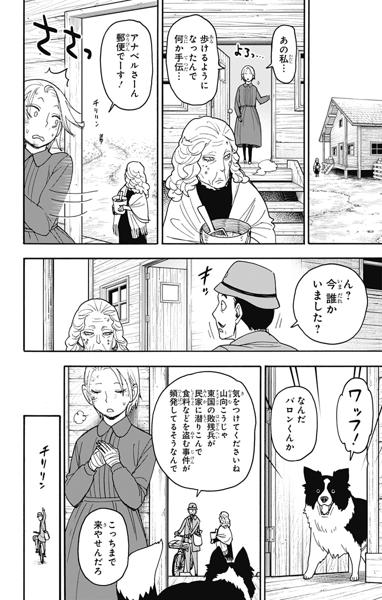 あの私…
よろ…
歩けるように
なったんで
何か手伝…
アナベルさーん
郵便でーす！
チリリン
ささっ
ん？
今誰か
いました？
ワッフ！
なんだ
バロンくんか
気をつけてくださいね
山向こうじゃ
東国の敗残兵が
民家に潜りこんで
食料などを盗む事件が
頻発してるそうなんで
こっちまで
来やせんだろ
チリリン